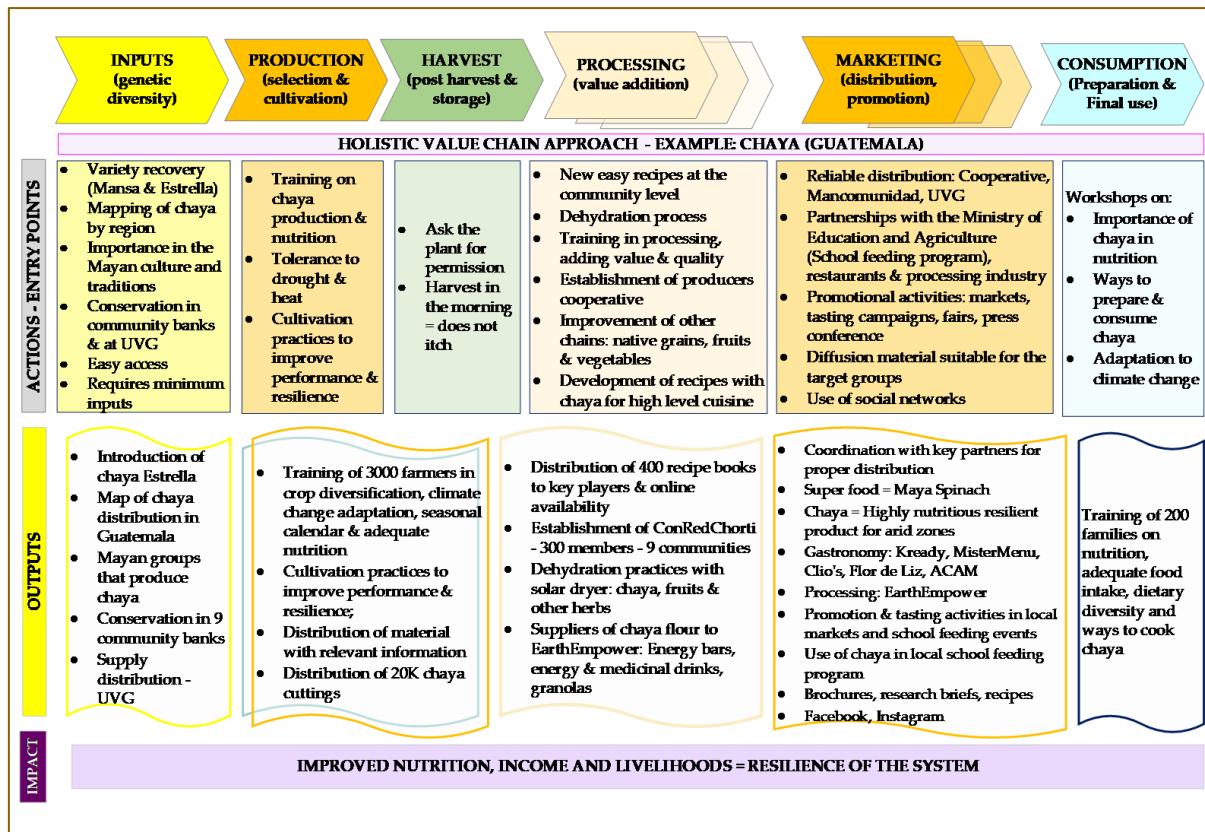 INPUTS
(genetic
diversity)
PRODUCTION
(selection &
cultivation)
HARVEST
(post harvest &
storage)
PROCESSING
(value addition)
MARKETING
(distribution,
promotion)
CONSUMPTION
(Preparation &
Final use)
HOLISTIC VALUE CHAIN APPROACH - EXAMPLE: CHAYA (GUATEMALA)
ACTIONS - ENTRY POINTS
• Variety recovery
(Mansa & Estrella)
• Mapping of chaya
by region
• Importance in the
Mayan culture and
traditions
• Conservation in
community banks
& at UVG
• Easy access
• Requires minimum
inputs
• Training on
chaya
production &
nutrition
• Tolerance to
drought &
heat
• Cultivation
practices to
improve
performance &
resilience
• Ask the
plant for
permission
• Harvest in
the morning
= does not
itch
• New easy recipes at the
community level
• Dehydration process
• Training in processing,
adding value & quality
• Establishment of producers
cooperative
• Improvement of other
chains: native grains, fruits
& vegetables
• Development of recipes with
chaya for high level cuisine
• Reliable distribution: Cooperative,
Mancomunidad, UVG
• Partnerships with the Ministry of
Education and Agriculture
(School feeding program),
restaurants & processing industry
• Promotional activities: markets,
tasting campaigns, fairs, press
conference
• Diffusion material suitable for the
target groups
• Use of social networks
Workshops on:
• Importance of
chaya in
nutrition
• Ways to
prepare &
consume
chaya
• Adaptation to
climate change
OUTPUTS
• Introduction of
chaya Estrella
• Map of chaya
distribution in
Guatemala
• Mayan groups
that produce
chaya
• Conservation in 9
community banks
• Supply
distribution -
UVG
• Training of 3000 farmers in
crop diversification, climate
change adaptation, seasonal
calendar & adequate
nutrition
• Cultivation practices to
improve performance &
resilience;
• Distribution of material
with relevant information
• Distribution of 20K chaya
cuttings
• Distribution of 400 recipe books
to key players & online
availability
• Establishment of ConRedChorti
- 300 members - 9 communities
• Dehydration practices with
solar dryer: chaya, fruits &
other herbs
• Suppliers of chaya flour to
EarthEmpower: Energy bars,
energy & medicinal drinks,
granolas
• Coordination with key partners for
proper distribution
• Super food = Maya Spinach
• Chaya = Highly nutritious resilient
product for arid zones
• Gastronomy: Kready, MisterMenu,
Clio's, Flor de Liz, ACAM
• Processing: EarthEmpower
• Promotion & tasting activities in local
markets and school feeding events
• Use of chaya in local school feeding
program
• Brochures, research briefs, recipes
• Facebook, Instagram
Training of 200
families on
nutrition,
adequate food
intake, dietary
diversity and
ways to cook
chaya
IMPACT
IMPROVED NUTRITION, INCOME AND LIVELIHOODS = RESILIENCE OF THE SYSTEM